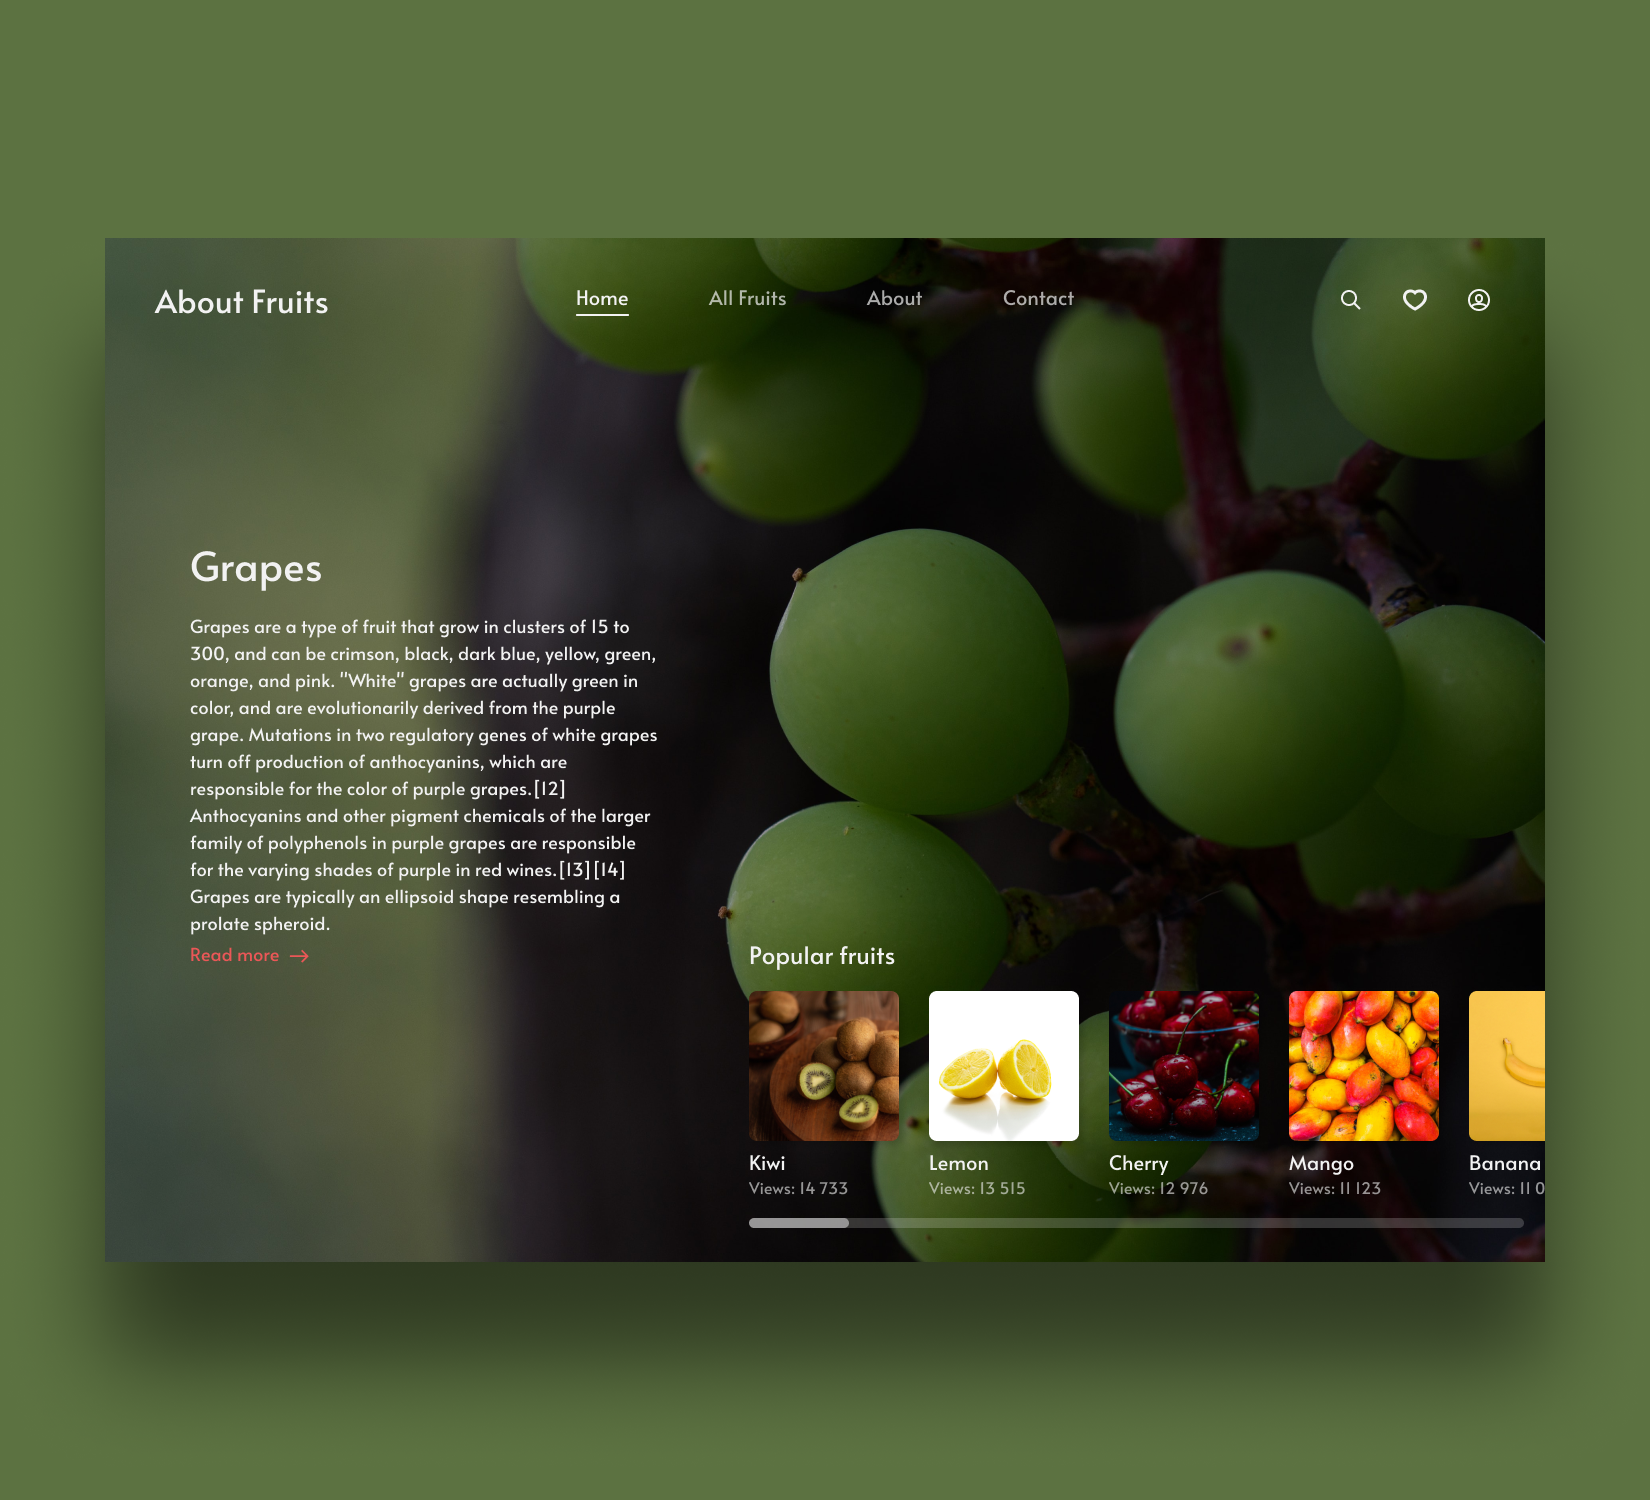 About Fruits
Home
All Fruits
About
Contact
Grapes
Grapes are a type of fruit that grow in clusters of 15 to
300, and can be crimson, black, dark blue, yellow, green,
orange, and pink. "White" grapes are actually green in
color, and are evolutionarily derived from the purple
grape. Mutations in two regulatory genes of white grapes
turn off production of anthocyanins, which are
responsible for the color of purple grapes.[12]
Anthocyanins and other pigment chemicals of the larger
family of polyphenols in purple grapes are responsible
for the varying shades of purple in red wines.[13][14]
Grapes are typically an ellipsoid shape resembling a
prolate spheroid.
Read more
Popular fruits
Kiwi
Views: 14 733
Lemon
Views: 13 515
Cherry
Views: 12 976
Mango
Views: 11 123
Banana
Views: 11 0